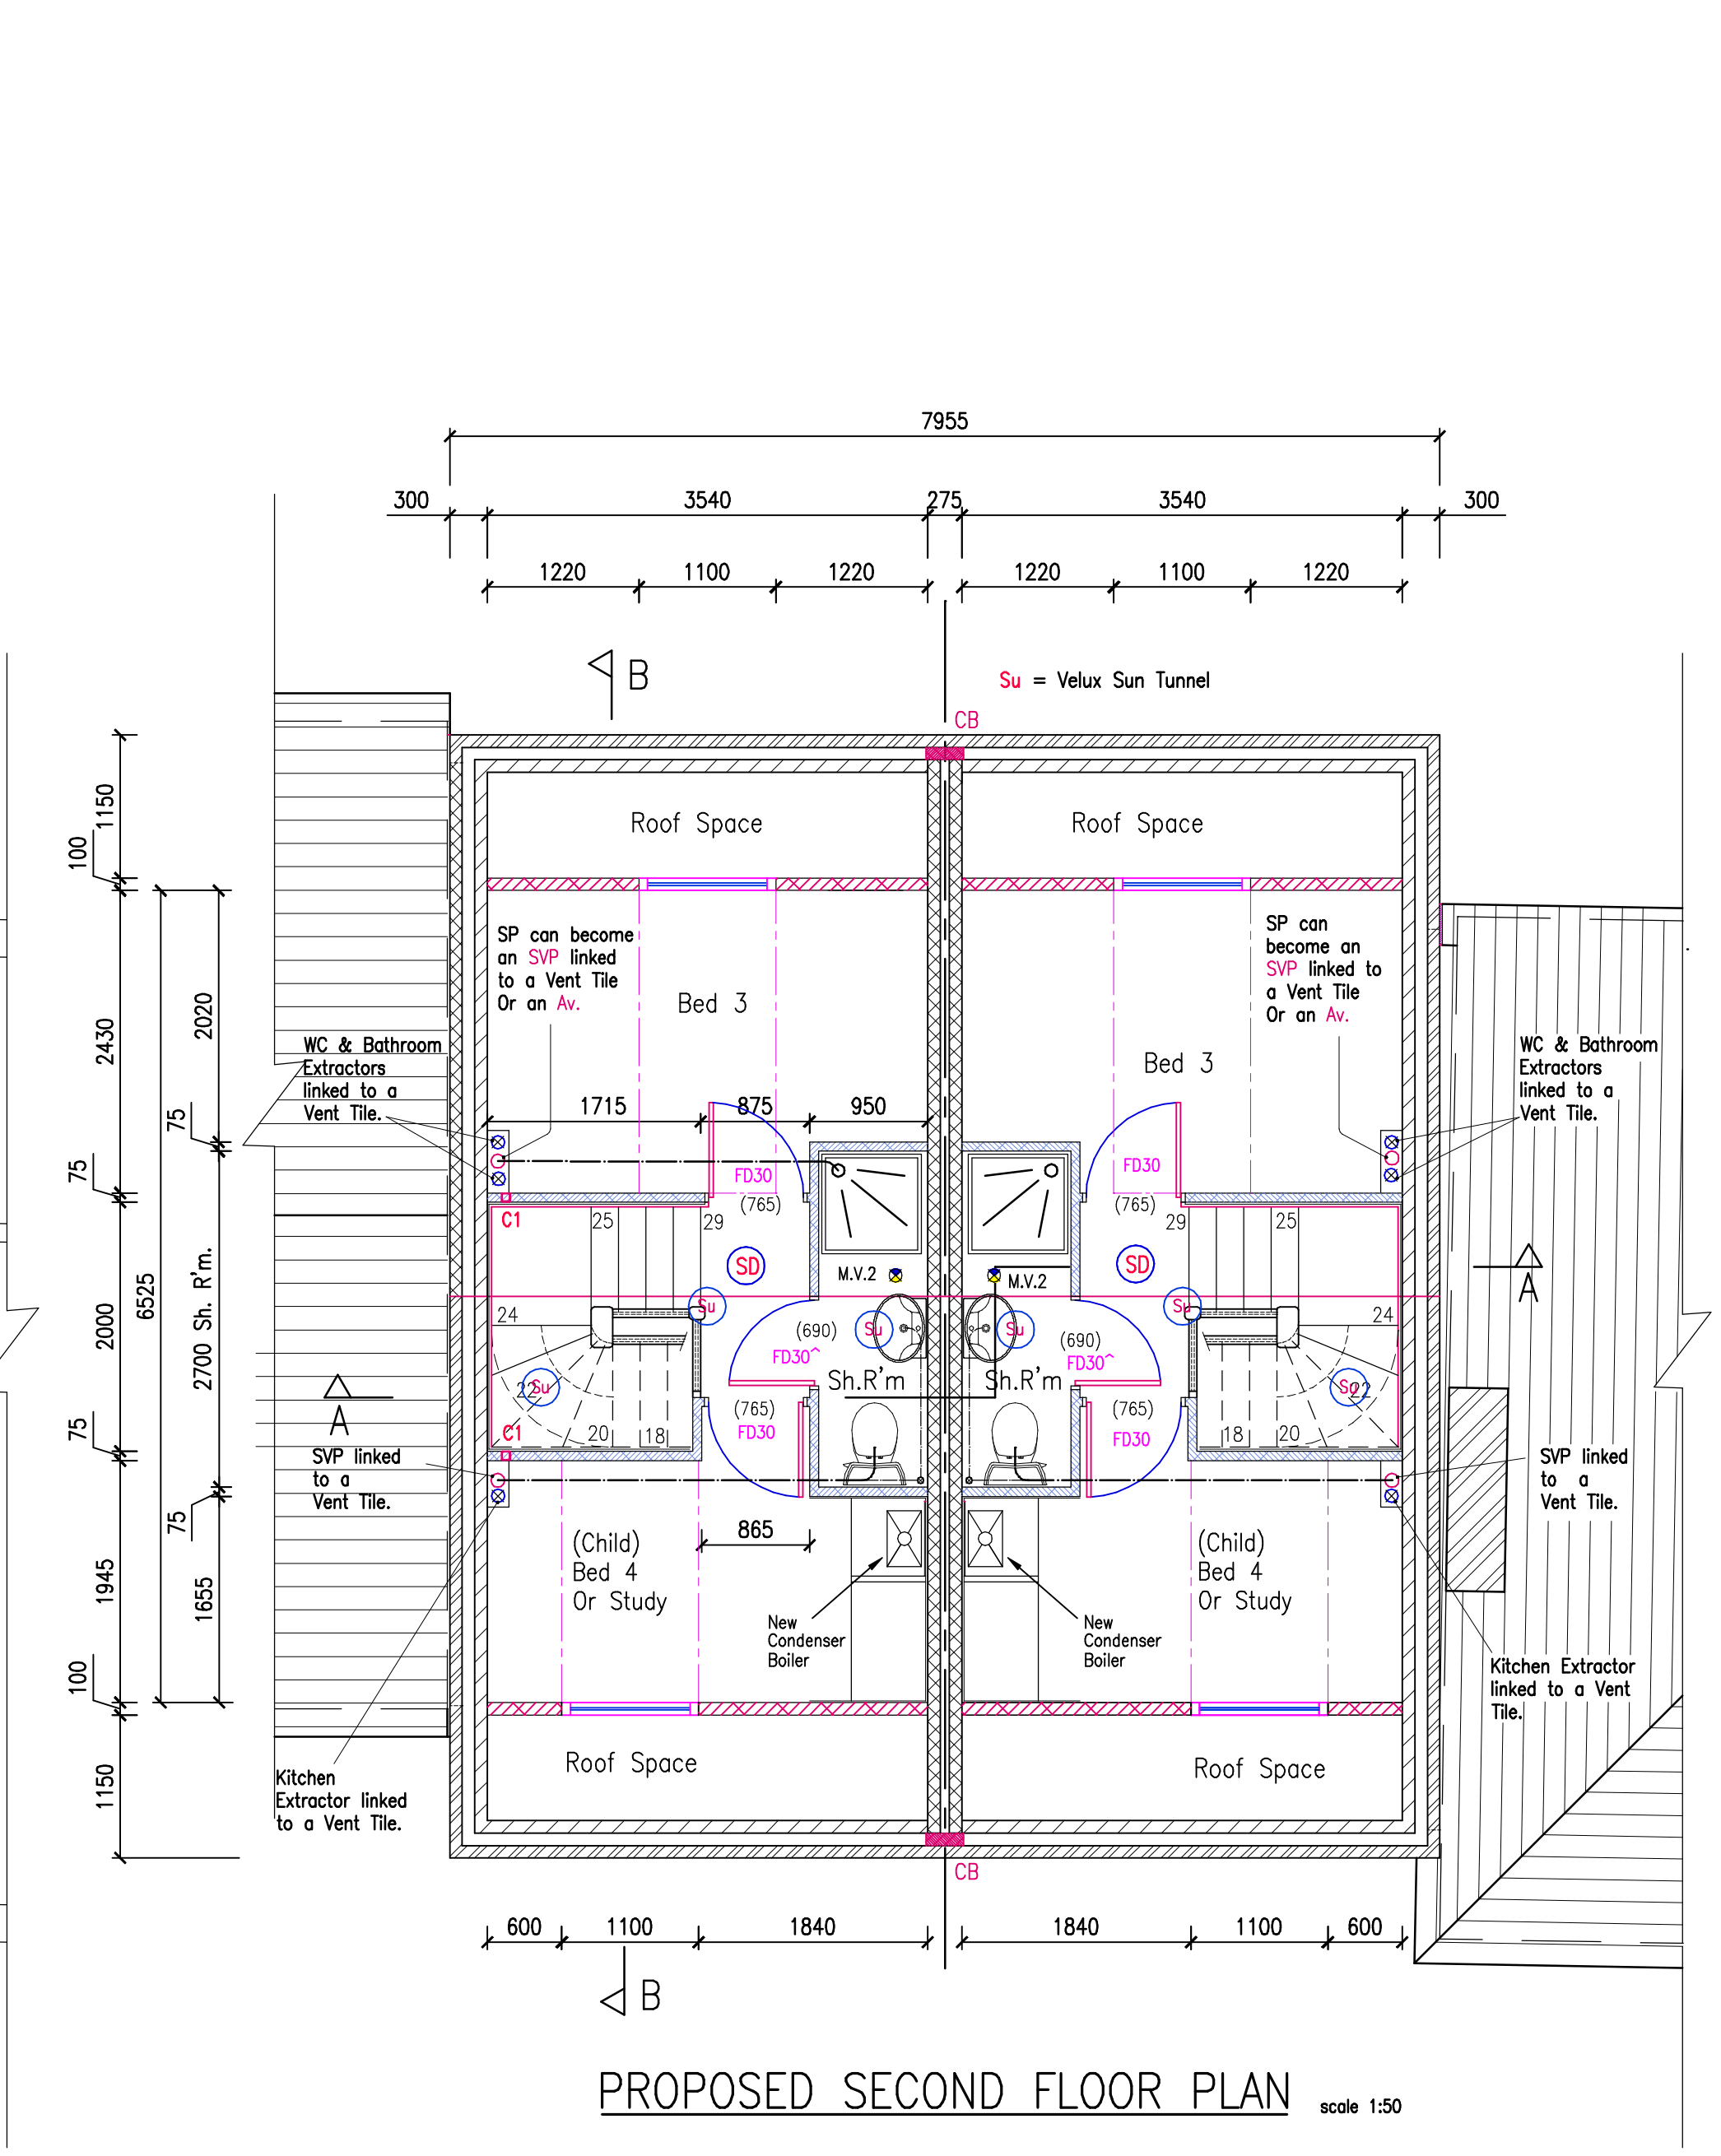 7955
300 3540 275 3540 300
1220 1100 1220 1220 1100 1220
B
Su = Velux Sun Tunnel
CB
1150
100
Roof Space Roof Space
SP can become
an SVP linked
to a Vent Tile
Or an Av.
SP can
become an
SVP linked to
a Vent Tile
Or an Av.
Bed 3
Bed 3
2430
2020
WC & Bathroom
Extractors
linked to a
Vent Tile.
WC & Bathroom
Extractors
linked to a
Vent Tile.
1715 875 950
75
75
FD30
(765)
FD30
(765)
C1
25
29
29
25
SD
SD
M.V.2
M.V.2
6525
2000
2700 Sh. R'm.
Su
Su
24
24
(690)
FD30^
Su
Su
(690)
FD30^
Sh.R'm
Sh.R'm
22
Su
Su
22
A
A
(765)
FD30
(765)
FD30
C1
20
18
18
20
75
75
SVP linked
to a
Vent Tile.
SVP linked
to a
Vent Tile.
865
(Child)
Bed 4
Or Study
(Child)
Bed 4
Or Study
1945
1655
New
Condenser
Boiler
New
Condenser
Boiler
100
Kitchen Extractor
linked to a Vent
Tile.
Roof Space
Roof Space
1150
Kitchen
Extractor linked
to a Vent Tile.
CB
600 1100 1840 1840 1100 600
B
PROPOSED SECOND FLOOR PLAN scale 1:50